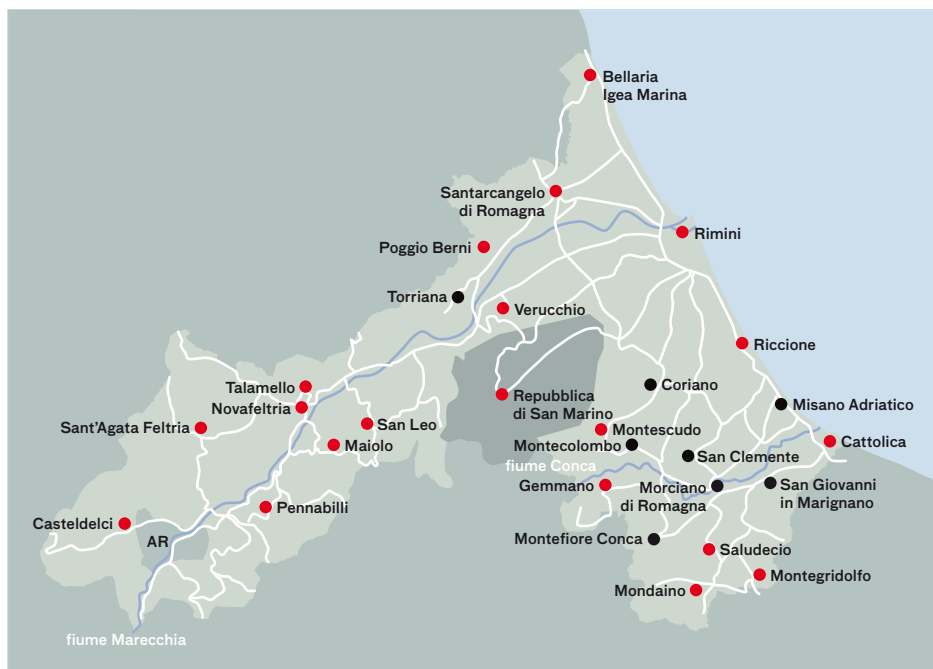 Bellaria
Igea Marina
Santarcangelo
di Romagna
Rimini
Poggio Berni
Torriana
Verucchio
Riccione
Talamello
Novafeltria
Coriano
Repubblica
di San Marino
Misano Adriatico
Sant'Agata Feltria
San Leo
Maiolo
Montescudo
Montecolombo
Cattolica
San Clemente
fiume Conca
Gemmano
Morciano
di Romagna
San Giovanni
in Marignano
Pennabilli
Casteldelci
AR
Montefiore Conca
Saludecio
Montegridolfo
Mondaino
fiume Marecchia